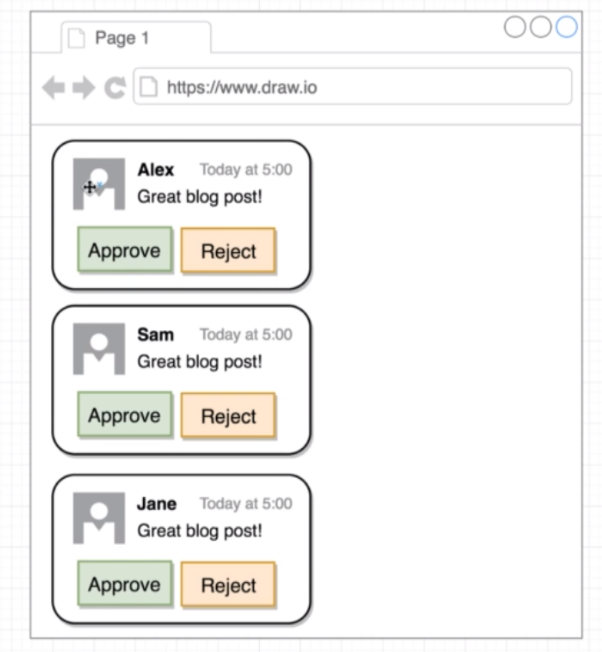 Page 1
https://www.draw.io
Alex Today at 5:00
Great blog post!
Approve Reject
Sam Today at 5:00
Great blog post!
Approve Reject
Jane Today at 5:00
Great blog post!
Approve Reject